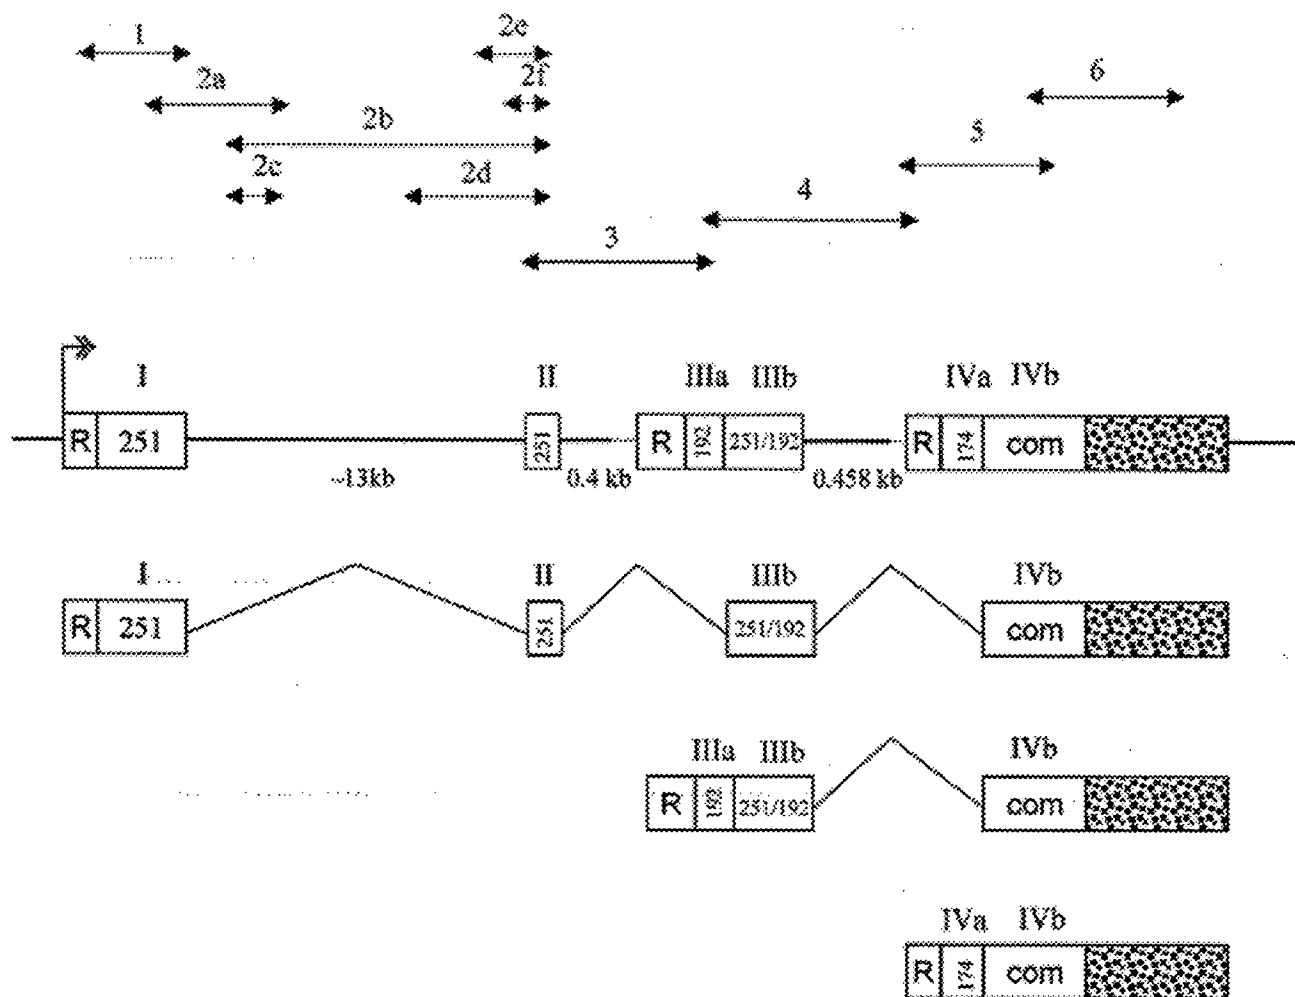 1
2e
2a
2f
6
2b
5
2c
2d
4
3
I
II
IIIa IIIb
IVa IVb
R 251
251
R 192 251/192
R 174 com
~13kb
0.4 kb
0.458 kb
I
II
IIIb
IVb
R 251
251
251/192
com
IIIa IIIb
IVb
R 192 251/192
com
IVa IVb
R 174 com